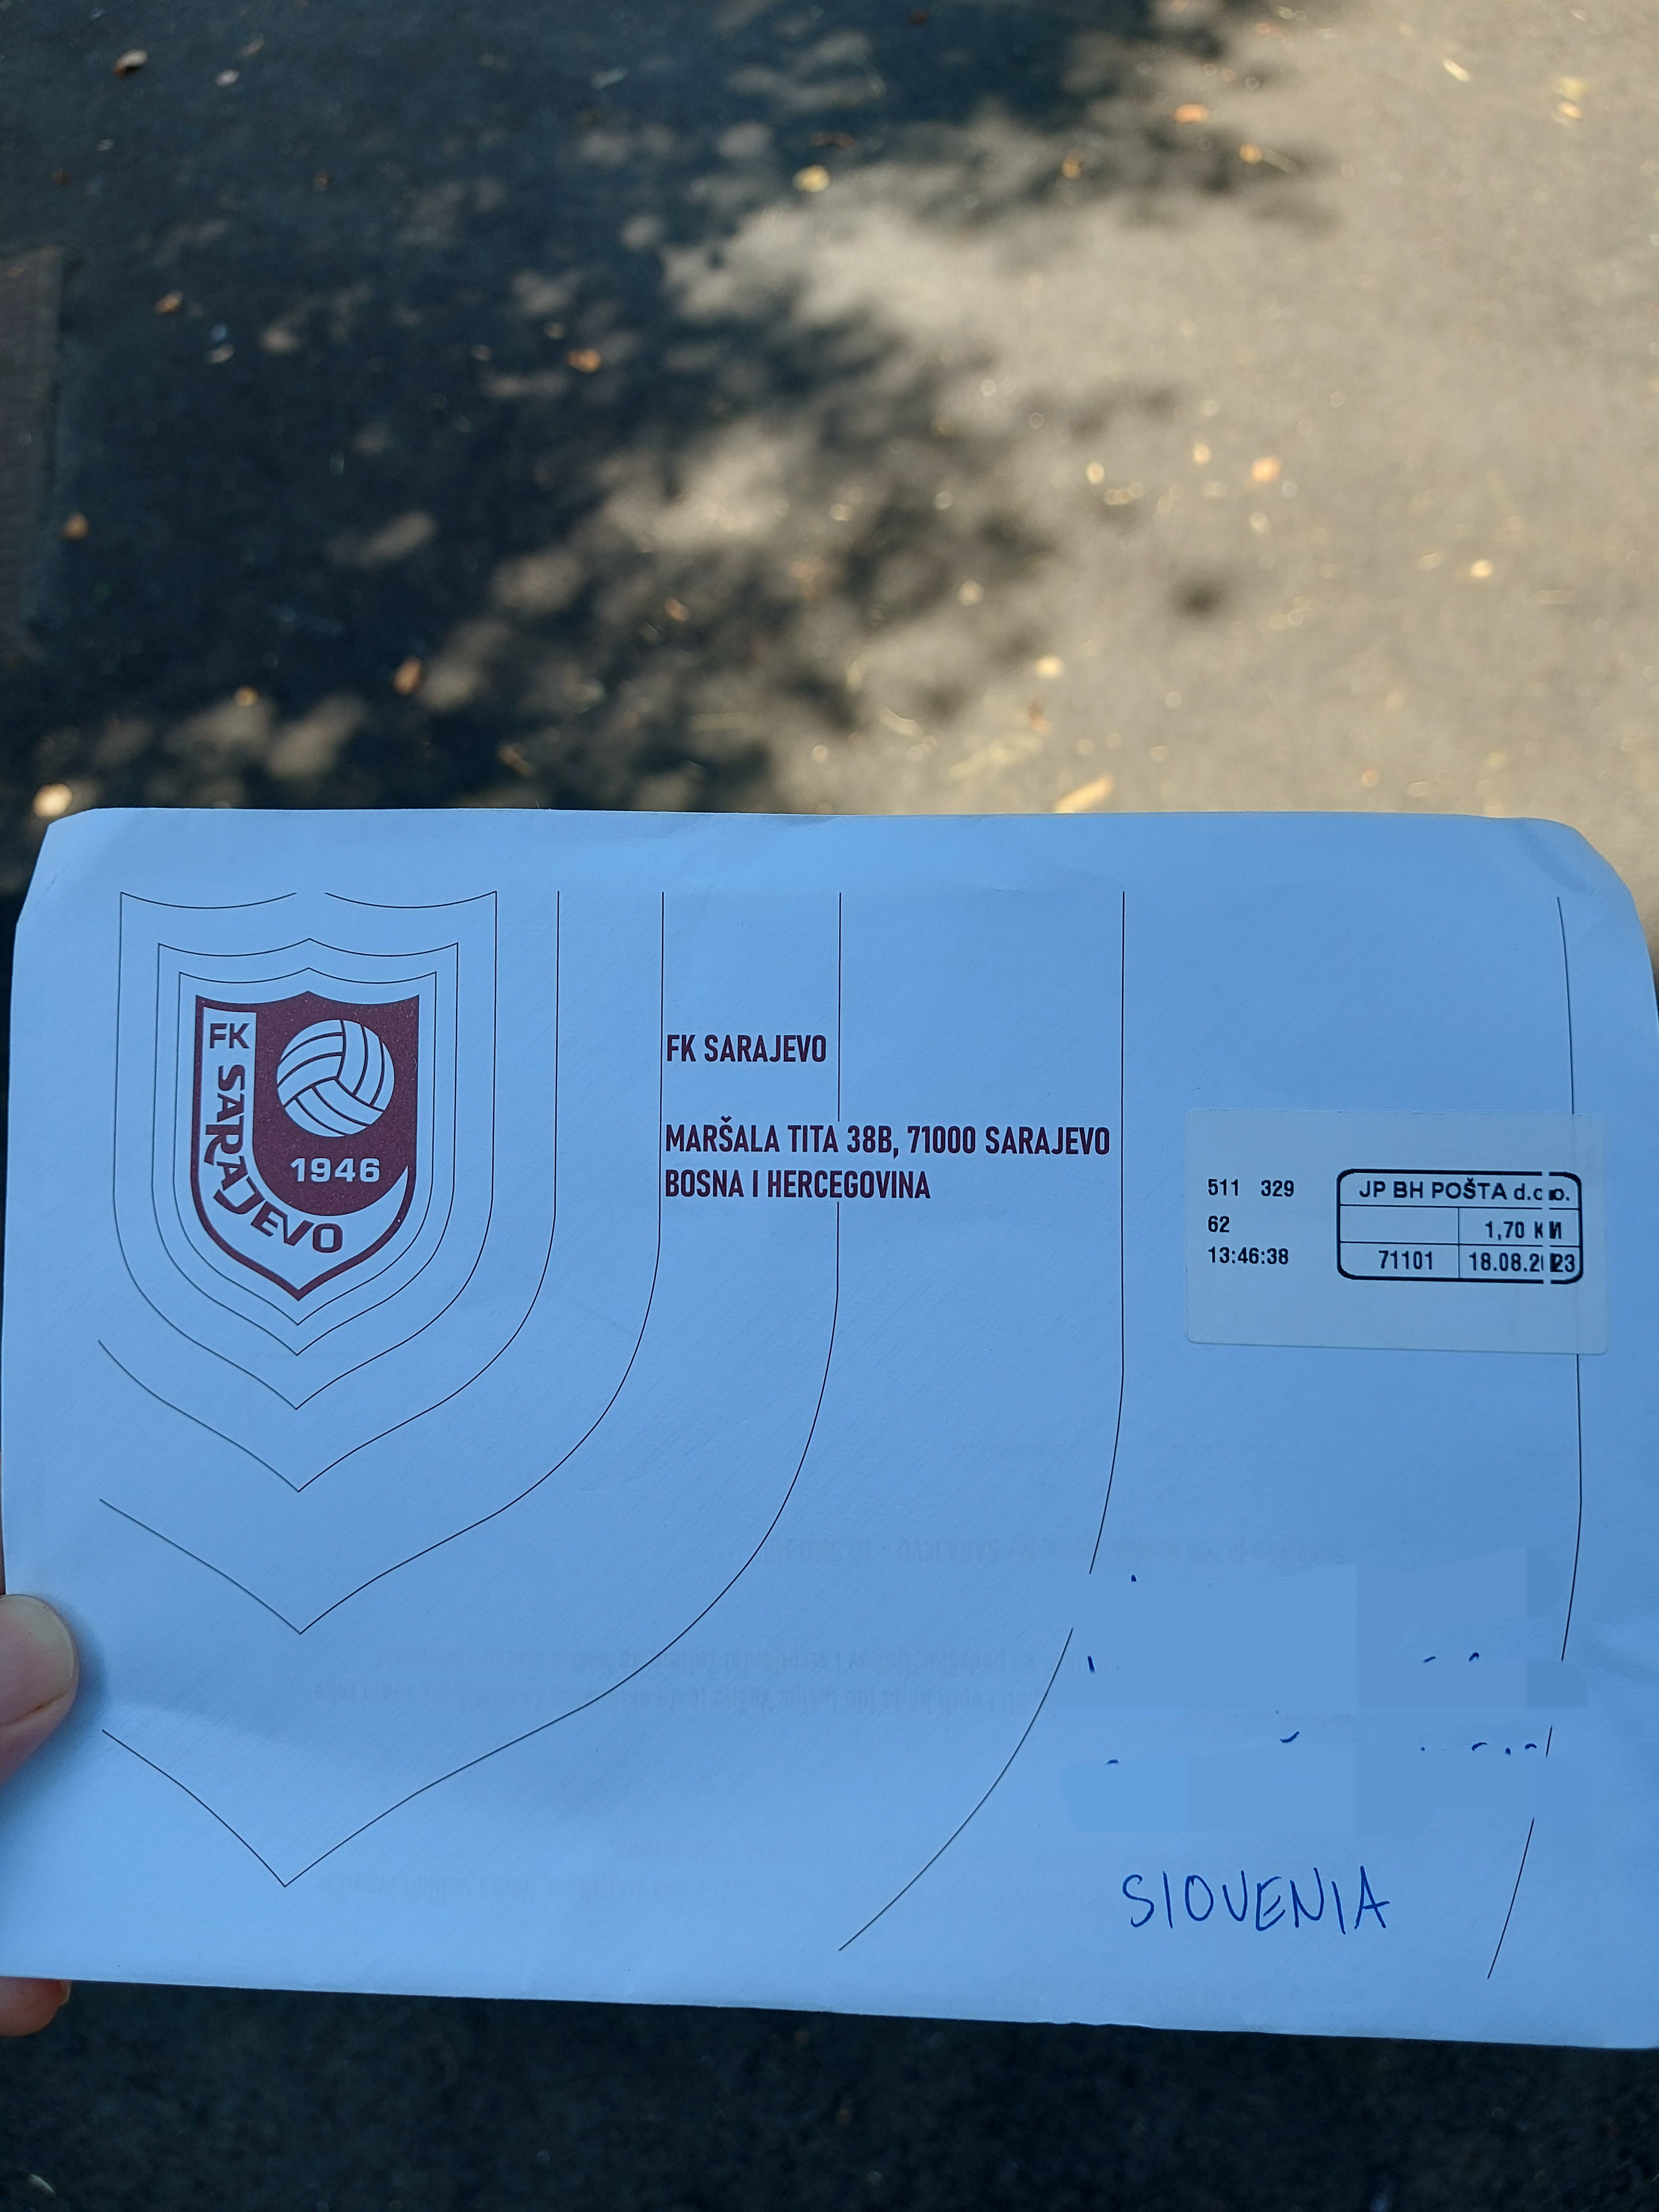 FK
SARAJEVO
1946
FK SARAJEVO
MARŠALA TITA 38B, 71000 SARAJEVO
BOSNA I HERCEGOVINA
511 329
62
13:46:38
JP BH POŠTA d.o.o.
1,70 KM
71101 18.08.2023
SLOVENIA